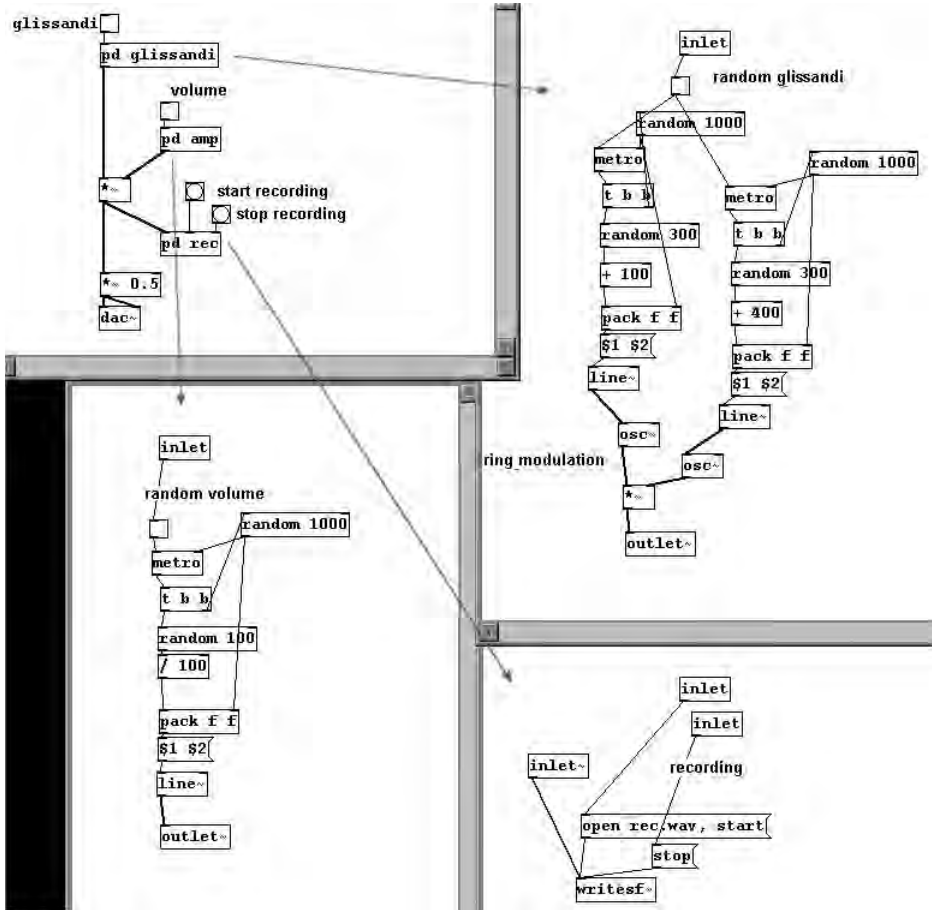 glissandi
pd glissandi
volume
pd amp
*~
start recording
stop recording
pd rec
*~ 0.5
dac~
inlet
random glissandi
random 1000
metro
random 1000
t b b
metro
random 300
t b b
+ 100
random 300
pack f f
+ 400
$1 $2
pack f f
line~
$1 $2
line~
osc~
ring modulation
osc~
*~
outlet~
inlet
random volume
random 1000
metro
t b b
random 100
/ 100
pack f f
$1 $2
line~
outlet~
inlet
inlet
inlet~
recording
open rec.wav, start
stop
writesf~